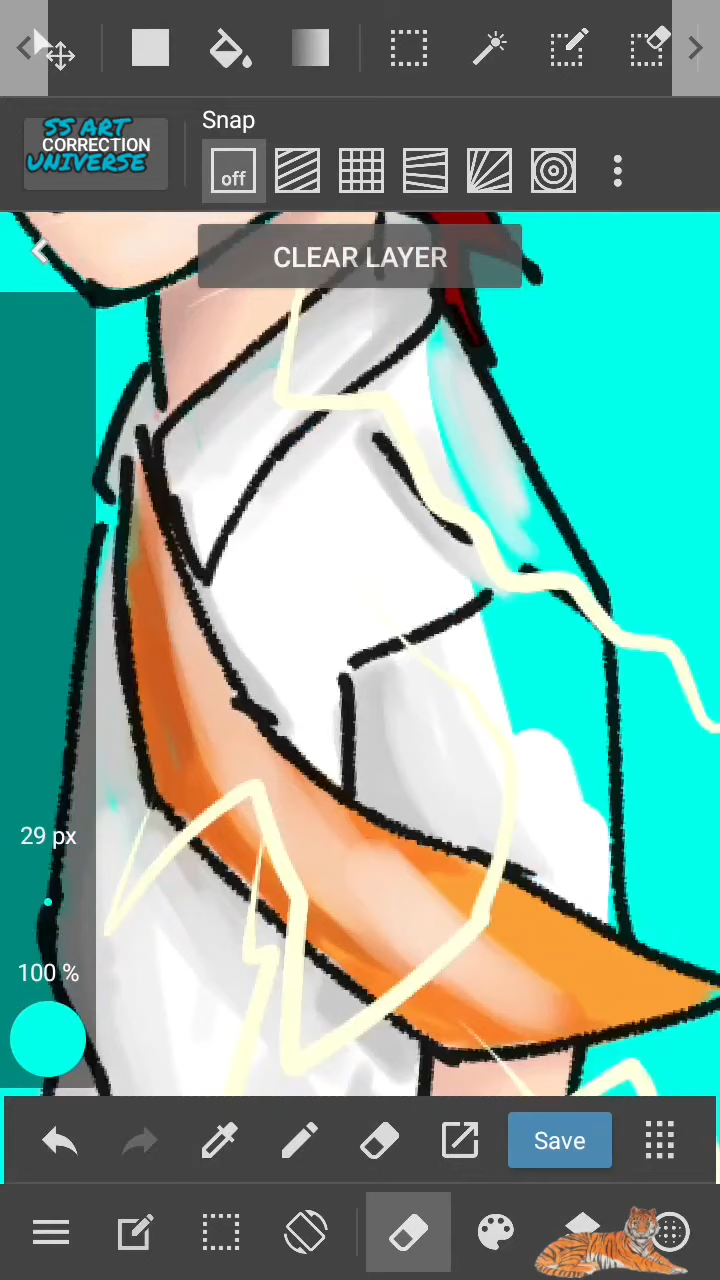 Snap
SS ART
CORRECTION
UNIVERSE
off
CLEAR LAYER
29 px
100 %
Save